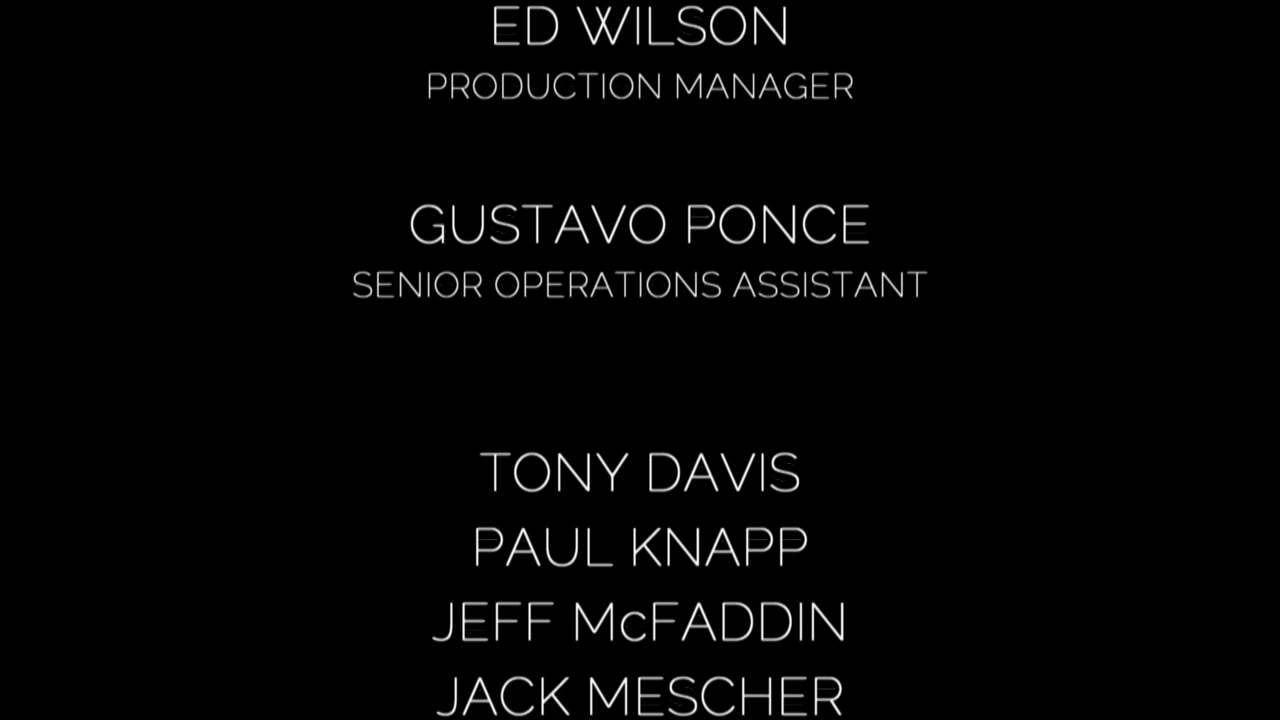 ED WILSON
PRODUCTION MANAGER
GUSTAVO PONCE
SENIOR OPERATIONS ASSISTANT
TONY DAVIS
PAUL KNAPP
JEFF McFADDIN
JACK MESCHER